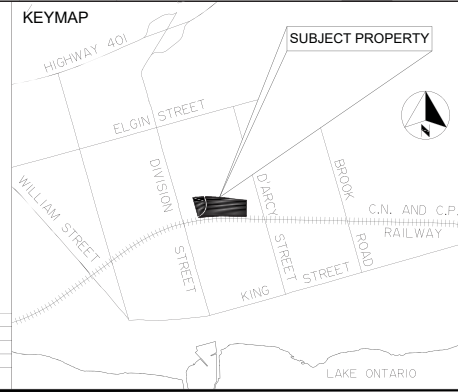 KEYMAP
SUBJECT PROPERTY
HIGHWAY 401
ELGIN STREET
WILLIAM STREET
DIVISION STREET
D'ARCY STREET
BROOK ROAD
C.N. AND C.P.
RAILWAY
KING STREET
LAKE ONTARIO